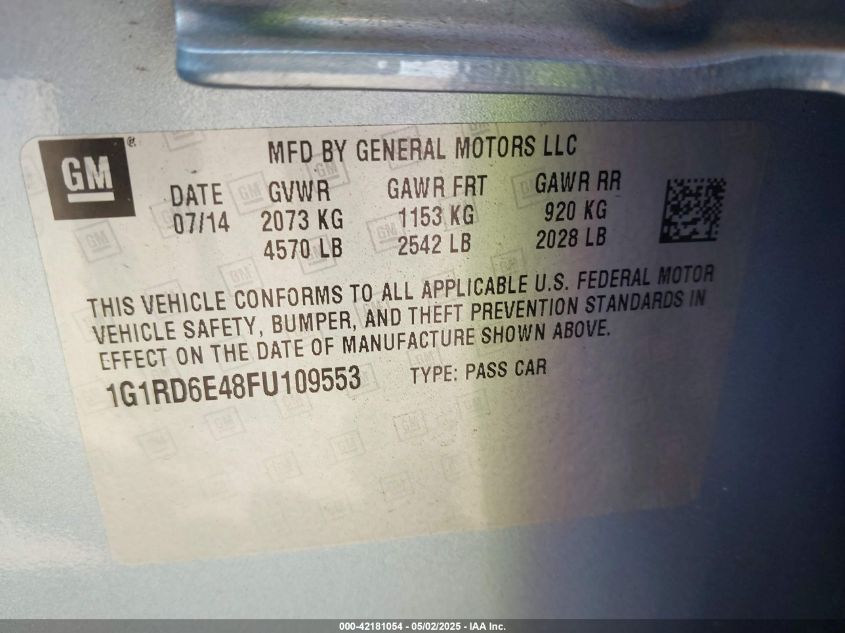 GM ®
MFD BY GENERAL MOTORS LLC
DATE GVWR GAWR FRT GAWR RR
07/14 2073 KG 1153 KG 920 KG
4570 LB 2542 LB 2028 LB
THIS VEHICLE CONFORMS TO ALL APPLICABLE U.S. FEDERAL MOTOR
VEHICLE SAFETY, BUMPER, AND THEFT PREVENTION STANDARDS IN
EFFECT ON THE DATE OF MANUFACTURE SHOWN ABOVE.
1G1RD6E48FU109553 TYPE: PASS CAR
000-42181054 - 05/02/2025 - IAA Inc.